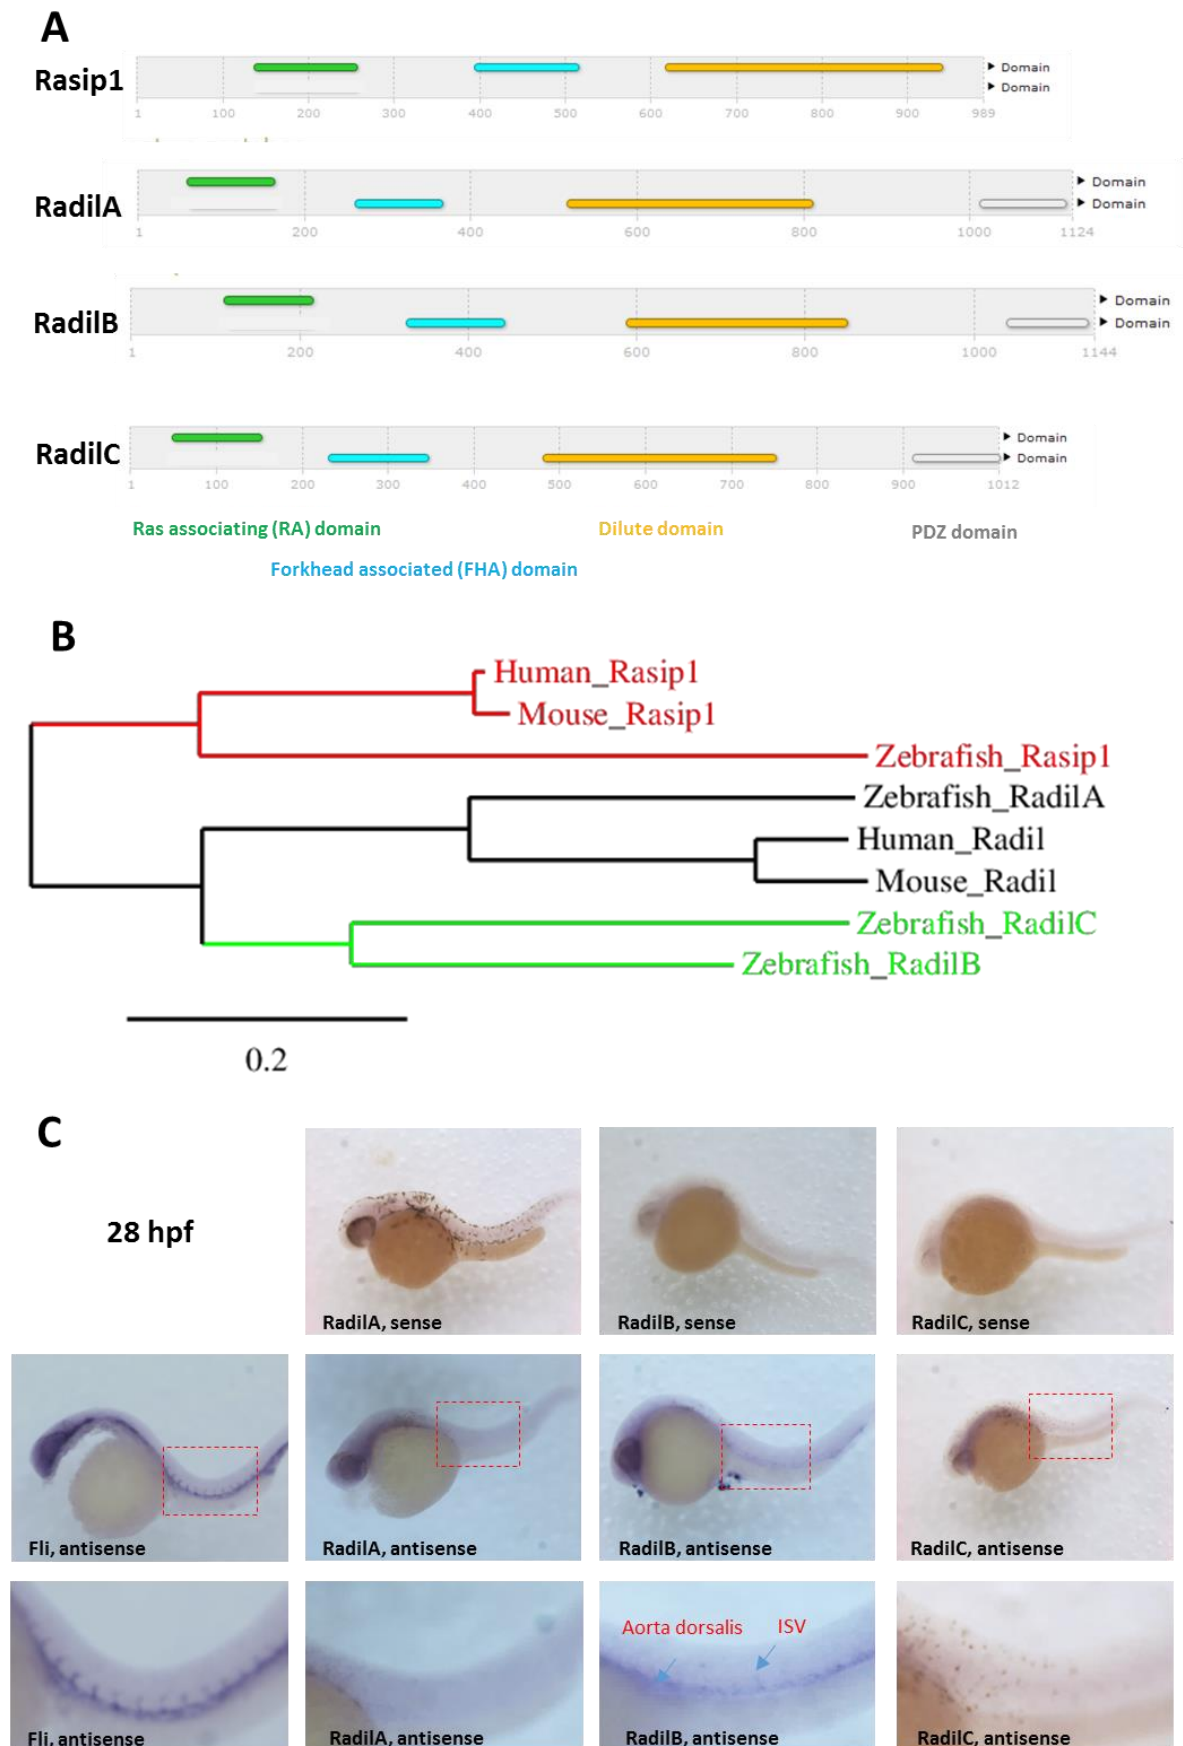 A
Rasip1
Domain
Domain
1 100 200 300 400 500 600 700 800 900 989
RadilA
Domain
Domain
1 200 400 600 800 1000 1124
RadilB
Domain
Domain
1 200 400 600 800 1000 1144
RadilC
Domain
Domain
1 100 200 300 400 500 600 700 800 900 1012
Ras associating (RA) domain Dilute domain PDZ domain
Forkhead associated (FHA) domain
B
Human_Rasip1
Mouse_Rasip1
Zebrafish_Rasip1
Zebrafish_RadilA
Human_Radil
Mouse_Radil
Zebrafish_RadilC
Zebrafish_RadilB
0.2
C
28 hpf
RadilA, sense RadilB, sense RadilC, sense
Fli, antisense RadilA, antisense RadilB, antisense RadilC, antisense
Aorta dorsalis ISV
Fli, antisense RadilA, antisense RadilB, antisense RadilC, antisense